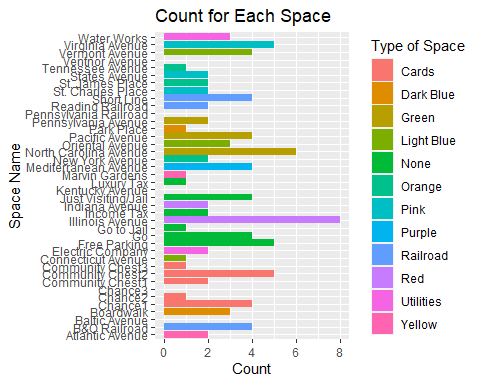 Count for Each Space
Water Works
Virginia Avenue
Vermont Avenue
Ventnor Avenue
Tennessee Avenue
States Avenue
St. James Place
St. Charles Place
Short Line
Reading Railroad
Pennsylvania Railroad
Pennsylvania Avenue
Park Place
Pacific Avenue
Oriental Avenue
North Carolina Avenue
New York Avenue
Mediterranean Avenue
Marvin Gardens
Luxury Tax
Kentucky Avenue
Just Visiting/Jail
Indiana Avenue
Income Tax
Illinois Avenue
Go to Jail
Go
Free Parking
Electric Company
Connecticut Avenue
Community Chest3
Community Chest2
Community Chest1
Chance3
Chance2
Chance1
Boardwalk
Baltic Avenue
B&O Railroad
Atlantic Avenue
Space Name
0 2 4 6 8
Count
Type of Space
Cards
Dark Blue
Green
Light Blue
None
Orange
Pink
Purple
Railroad
Red
Utilities
Yellow